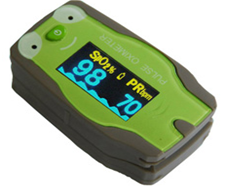 PULSE OXIMETER
SpO2% PRbpm
98 70